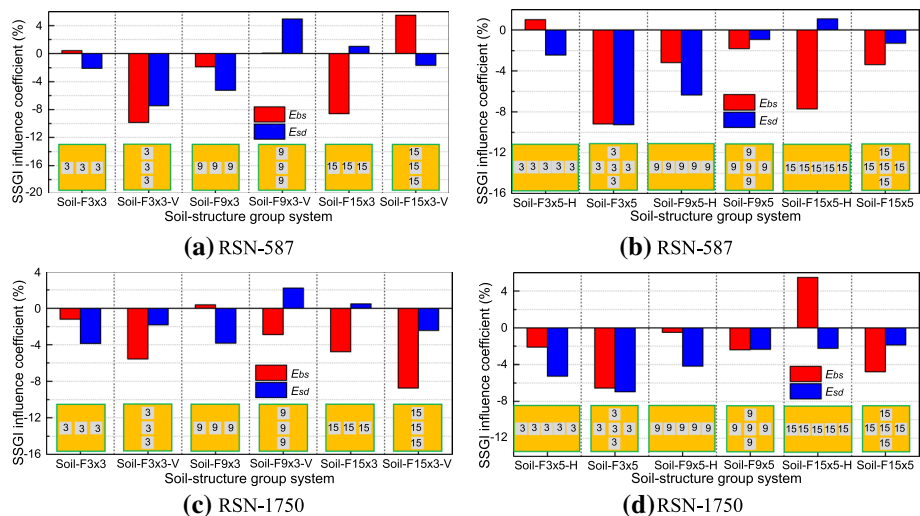 SSGI influence coefficient (%)
4
0
-4
-8
-12
-16
-20
Ebs
Esd
3 3 3
3
3
3
9 9 9
9
9
9
15 15 15
15
15
15
Soil-F3x3 Soil-F3x3-V Soil-F9x3 Soil-F9x3-V Soil-F15x3 Soil-F15x3-V
Soil-structure group system
(a) RSN-587
SSGI influence coefficient (%)
0
-4
-8
-12
-16
Ebs
Esd
3 3 3 3 3
3
3 3 3
3
9 9 9 9 9
9
9 9 9
9
15 15 15 15 15
15
15 15 15
15
Soil-F3x5-H Soil-F3x5 Soil-F9x5-H Soil-F9x5 Soil-F15x5-H Soil-F15x5
Soil-structure group system
(b) RSN-587
SSGI influence coefficient (%)
4
0
-4
-8
-12
-16
Ebs
Esd
3 3 3
3
3
3
9 9 9
9
9
9
15 15 15
15
15
15
Soil-F3x3 Soil-F3x3-V Soil-F9x3 Soil-F9x3-V Soil-F15x3 Soil-F15x3-V
Soil-structure group system
(c) RSN-1750
SSGI influence coefficient (%)
4
0
-4
-8
-12
Ebs
Esd
3 3 3 3 3
3
3 3 3
3
9 9 9 9 9
9
9 9 9
9
15 15 15 15 15
15
15 15 15
15
Soil-F3x5-H Soil-F3x5 Soil-F9x5-H Soil-F9x5 Soil-F15x5-H Soil-F15x5
Soil-structure group system
(d) RSN-1750